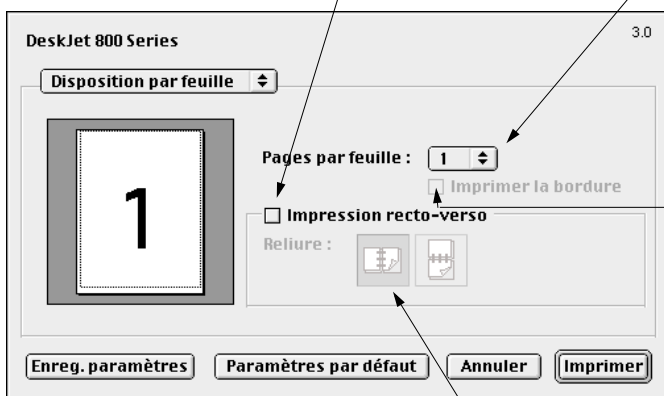 DeskJet 800 Series
3.0
Disposition par feuille
1
Pages par feuille : 1
Imprimer la bordure
Impression recto-verso
Reliure :
Enreg. paramètres Paramètres par défaut Annuler Imprimer